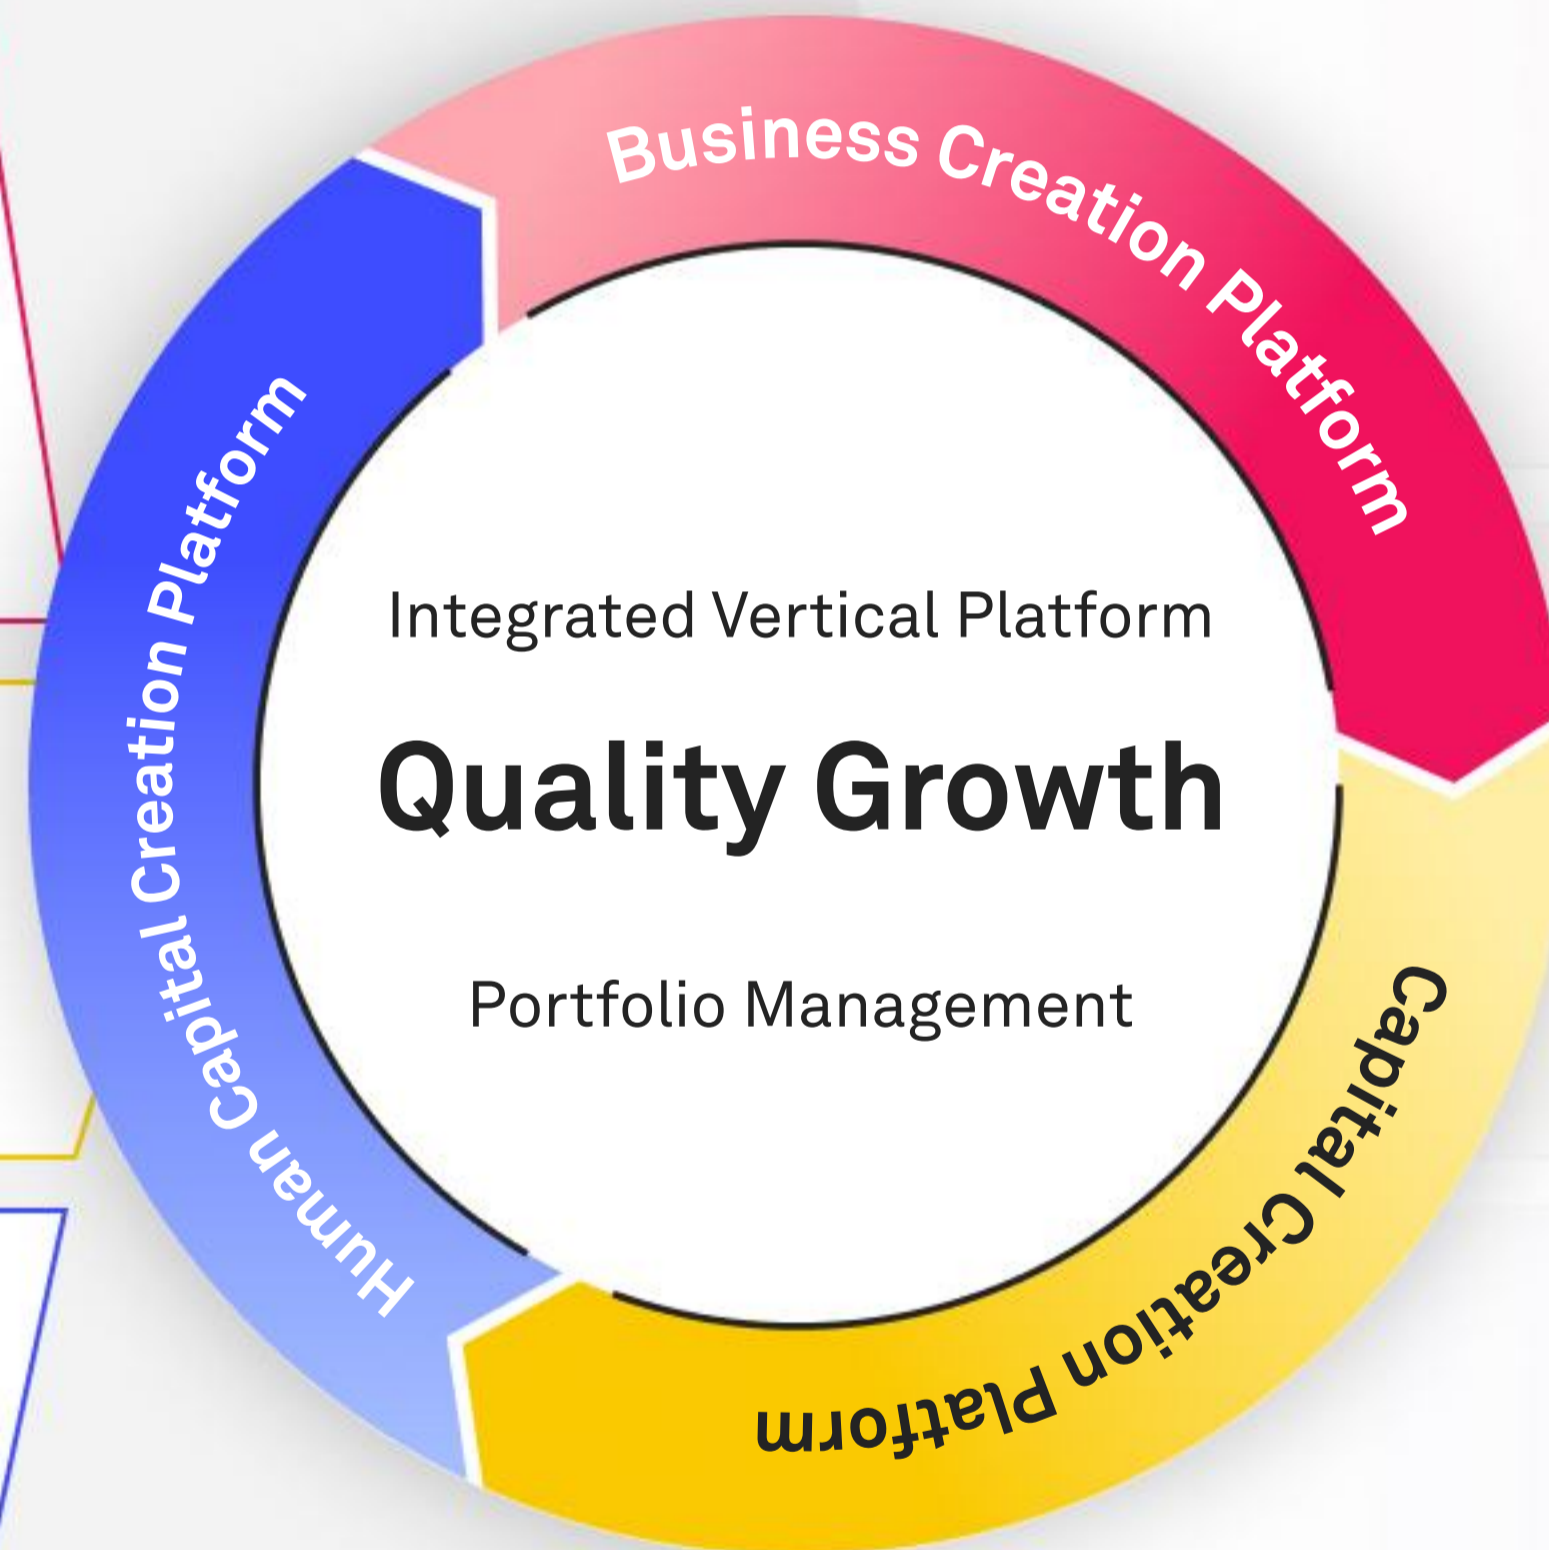 Business Creation Platform
Integrated Vertical Platform
Quality Growth
Portfolio Management
Capital Creation Platform
Human Capital Creation Platform